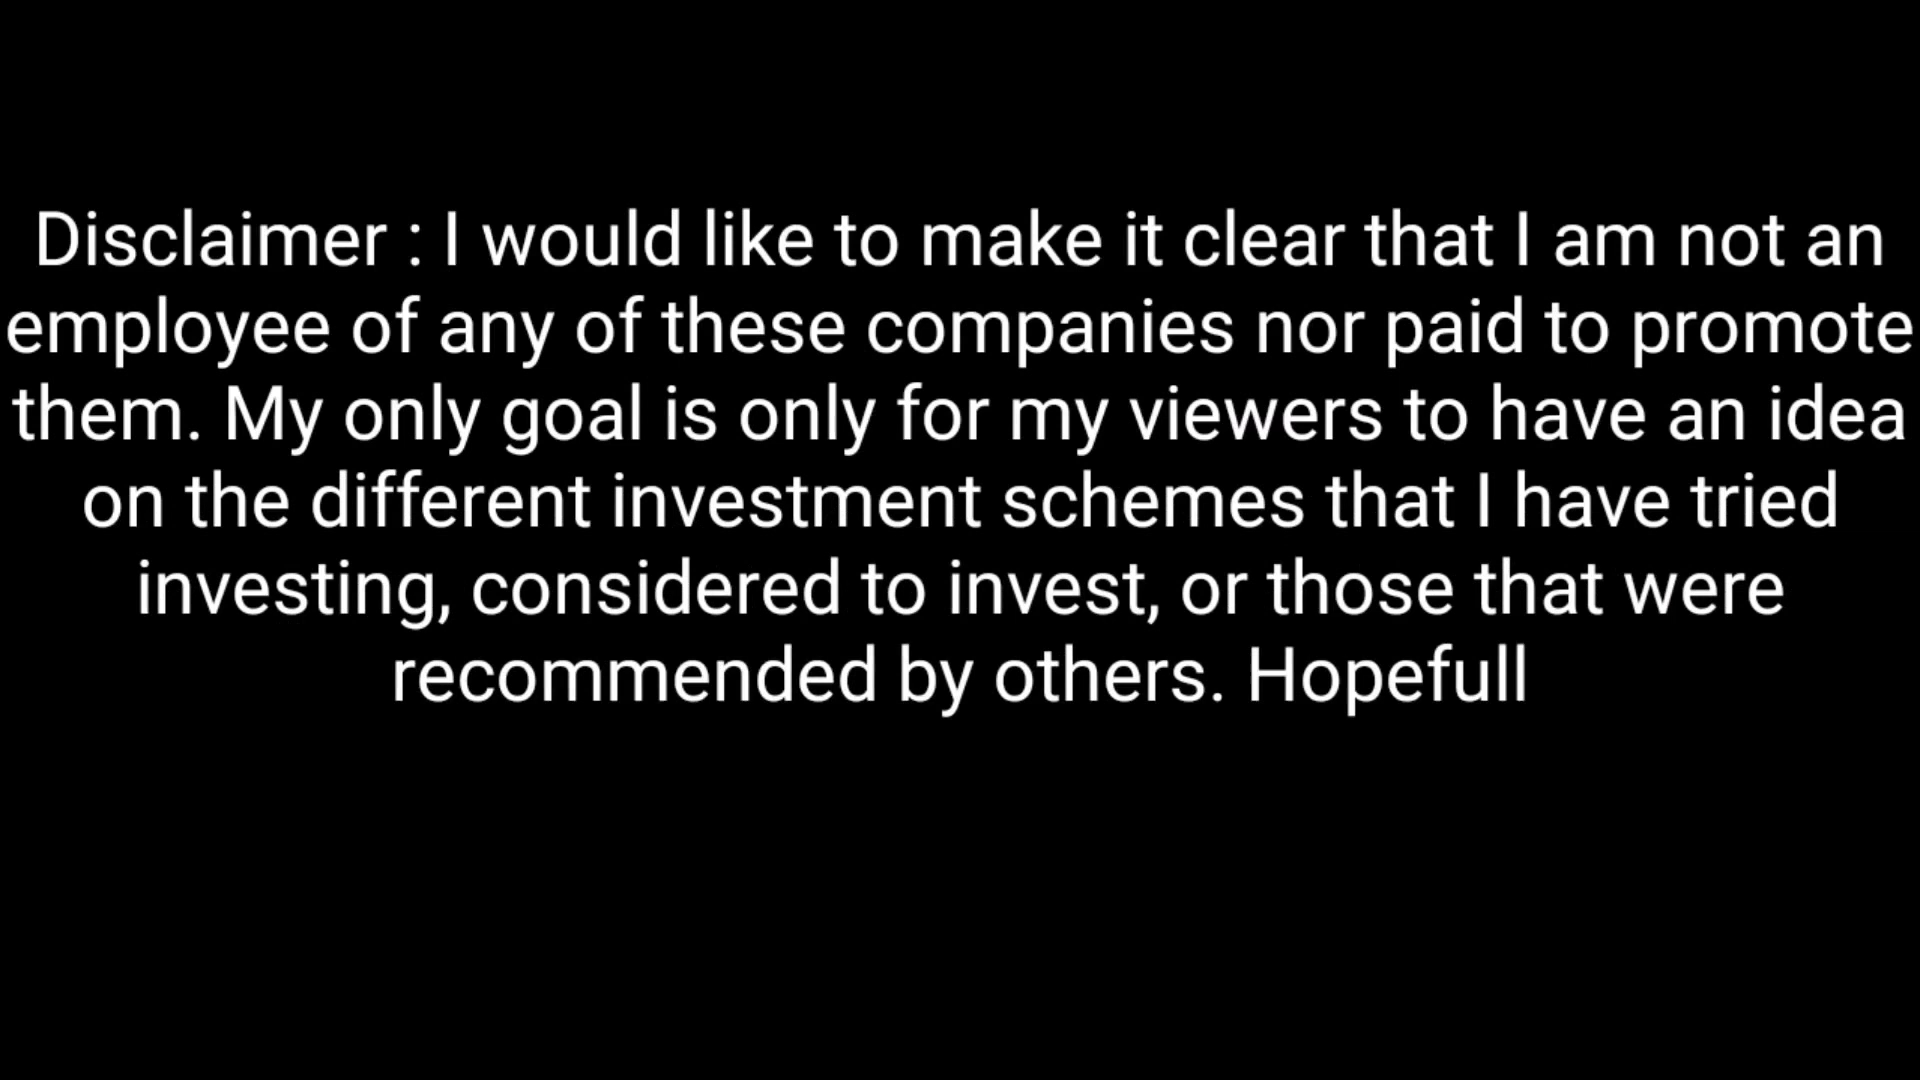 Disclaimer : I would like to make it clear that I am not an
employee of any of these companies nor paid to promote
them. My only goal is only for my viewers to have an idea
on the different investment schemes that I have tried
investing, considered to invest, or those that were
recommended by others. Hopefull